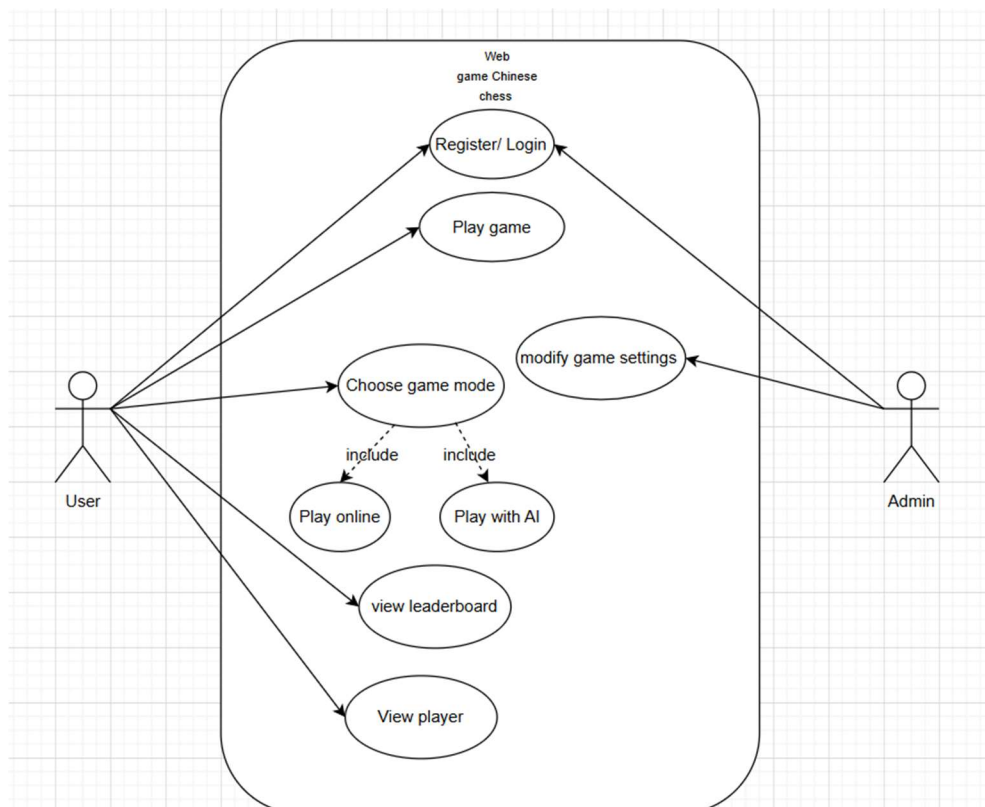 Web
game Chinese
chess
Register/ Login
Play game
modify game settings
Choose game mode
include
include
Play online
Play with AI
User
Admin
view leaderboard
View player